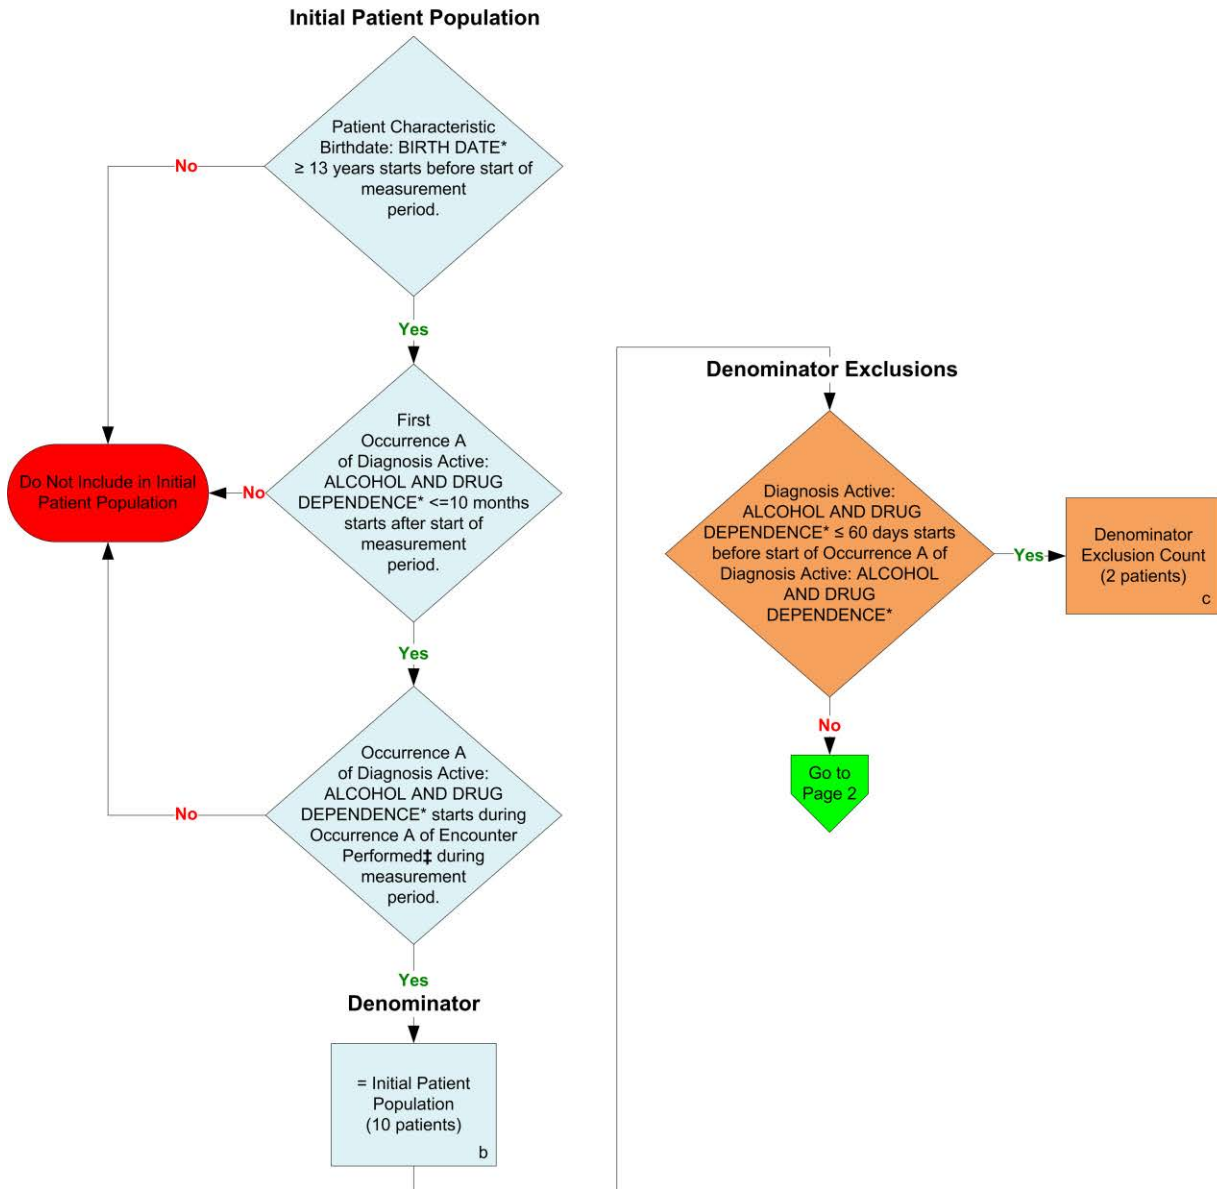 Initial Patient Population
Patient Characteristic
Birthdate: BIRTH DATE*
≥ 13 years starts before start of
measurement
period.
No
Yes
First
Occurrence A
of Diagnosis Active:
ALCOHOL AND DRUG
DEPENDENCE* <=10 months
starts after start of
measurement
period.
No
Do Not Include in Initial
Patient Population
Yes
Occurrence A
of Diagnosis Active:
ALCOHOL AND DRUG
DEPENDENCE* starts during
Occurrence A of Encounter
Performed‡ during
measurement
period.
No
Yes
Denominator
= Initial Patient
Population
(10 patients)
b
Denominator Exclusions
Diagnosis Active:
ALCOHOL AND DRUG
DEPENDENCE* ≤ 60 days starts
before start of Occurrence A of
Diagnosis Active: ALCOHOL
AND DRUG
DEPENDENCE*
Yes
Denominator
Exclusion Count
(2 patients)
c
No
Go to
Page 2